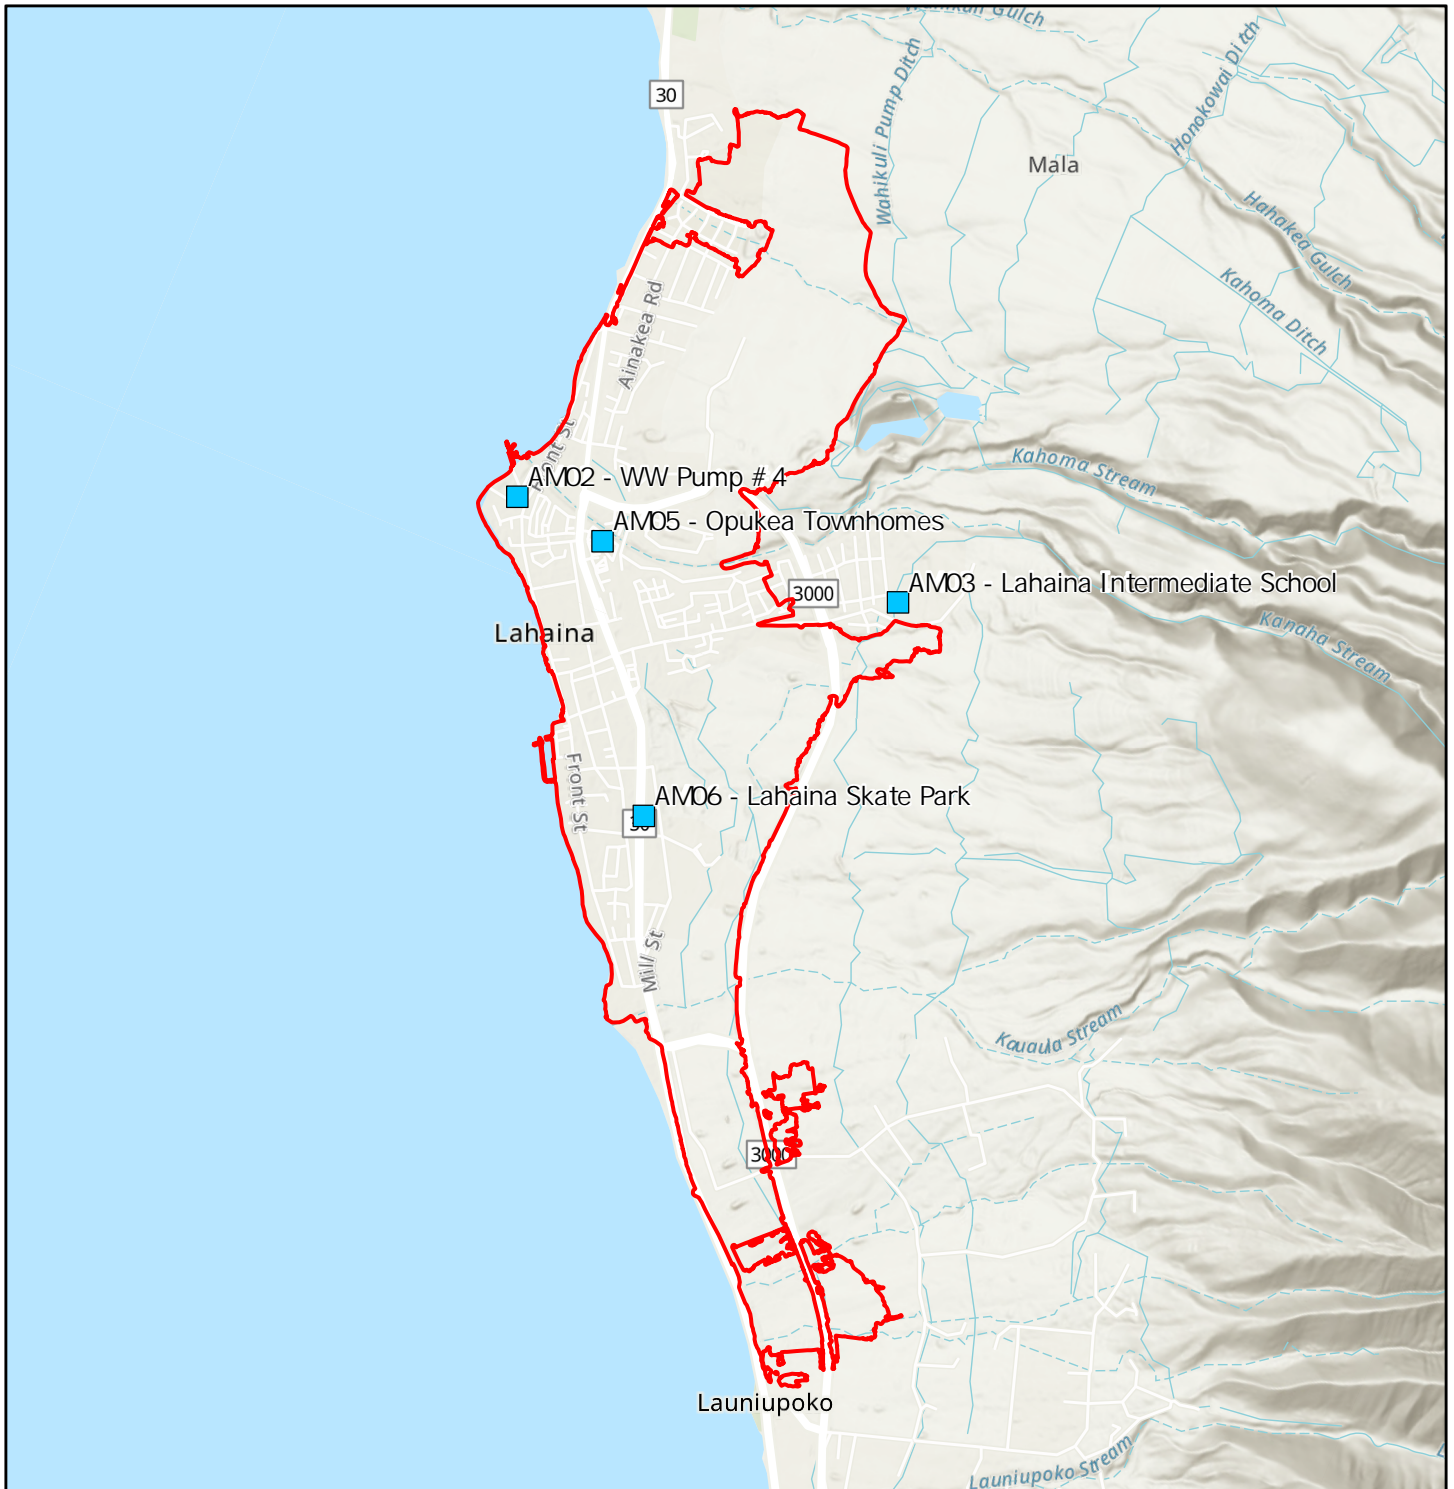 Wahikuli Gulch
30
Wahikuli Pump Ditch
Honokowai Ditch
Mala
Hahakea Gulch
Kahoma Ditch
Ainakea Rd
Front St
Kahoma Stream
AM02 - WW Pump #4
AM05 - Opukea Townhomes
AM03 - Lahaina Intermediate School
3000
Kanaha Stream
Lahaina
Front St
AM06 - Lahaina Skate Park
30
Mill St
Kauaula Stream
3000
Launiupoko
Launiupoko Stream